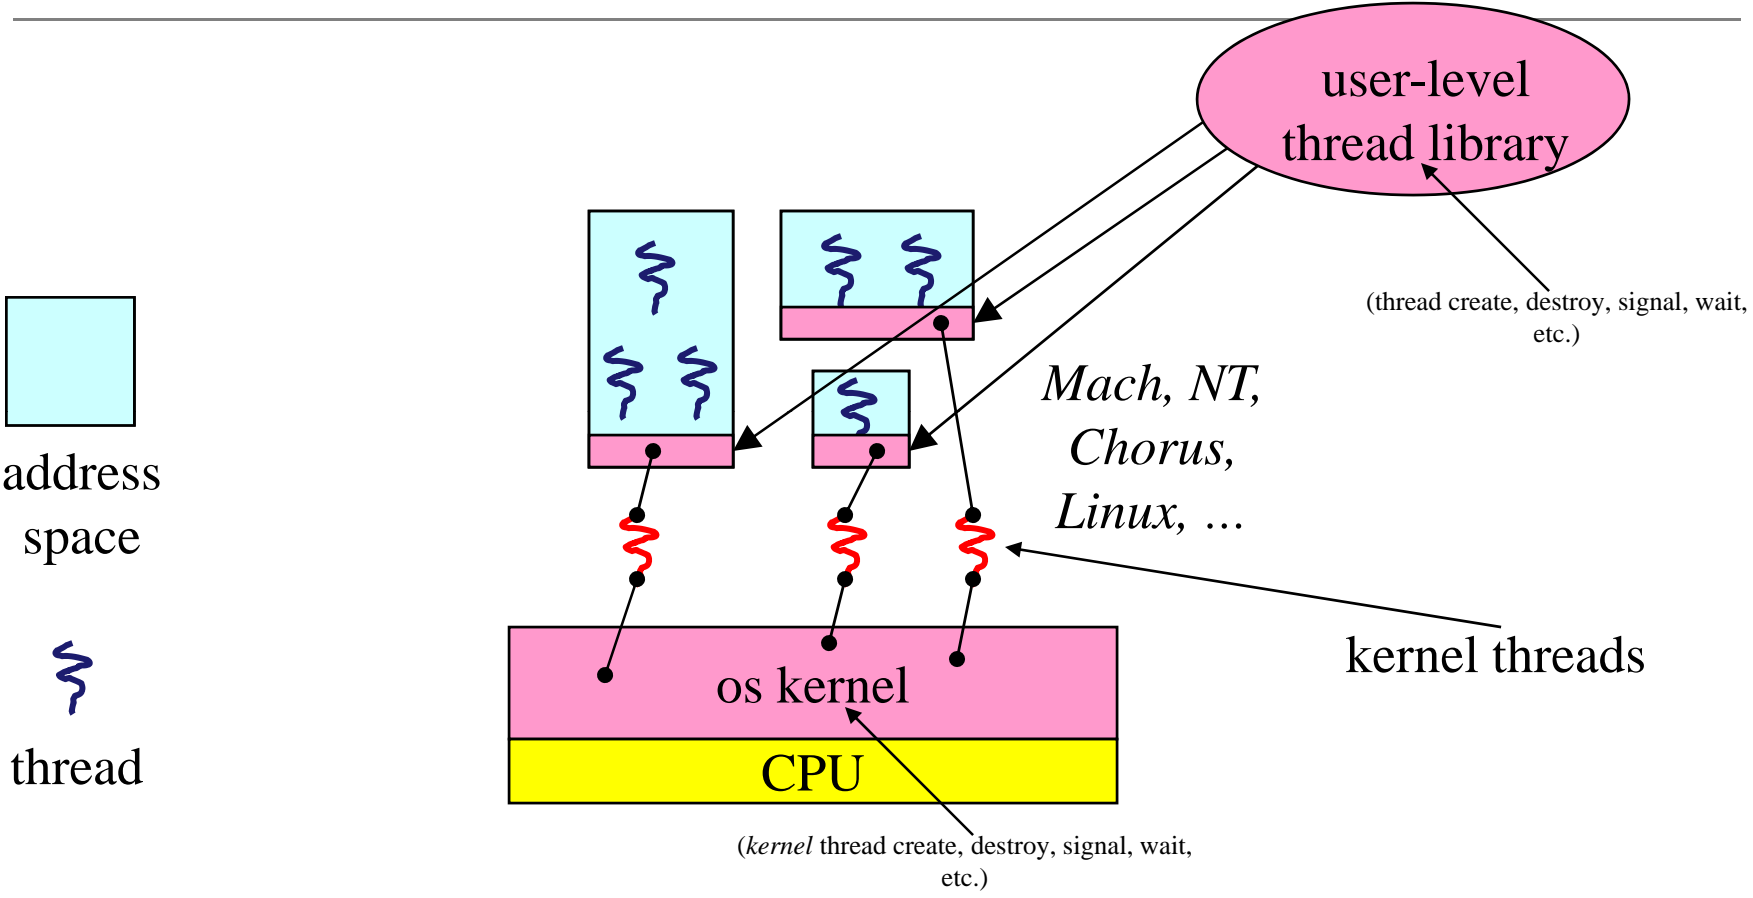 user-level
thread library
(thread create, destroy, signal, wait,
etc.)
Mach, NT,
Chorus,
Linux, ...
address
space
kernel threads
os kernel
thread
CPU
(kernel thread create, destroy, signal, wait,
etc.)